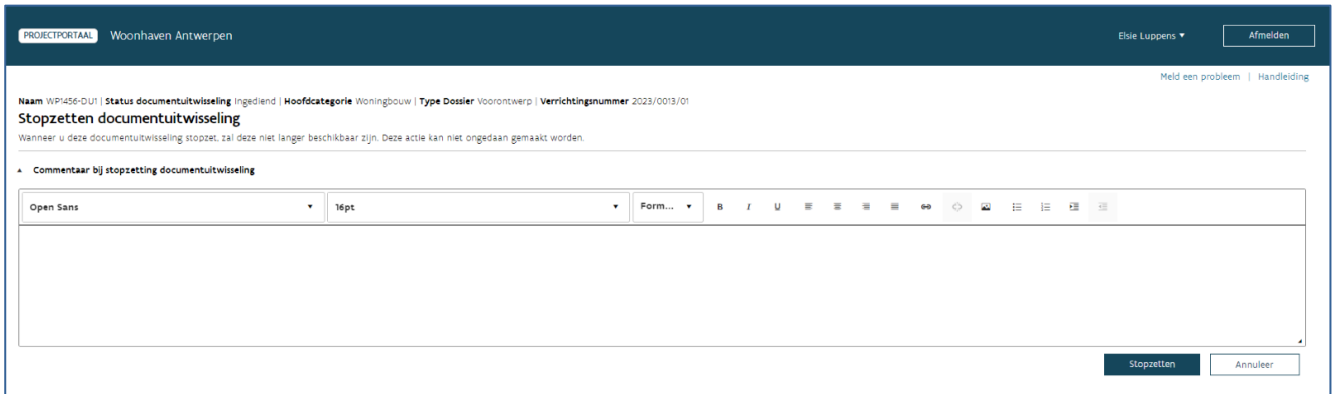 PROJECTPORTAAL Woonhaven Antwerpen Elsie Luppens ▼ Afmelden
Meld een probleem | Handleiding
Naam WP1456-DU1 | Status documentuitwisseling Ingediend | Hoofdcategorie Woningbouw | Type Dossier Voorontwerp | Verrichtingsnummer 2023/0013/01
Stopzetten documentuitwisseling
Wanneer u deze documentuitwisseling stopzet, zal deze niet langer beschikbaar zijn. Deze actie kan niet ongedaan gemaakt worden.
▲ Commentaar bij stopzetting documentuitwisseling
Open Sans ▼ 16pt ▼ Form... ▼ B I U
Stopzetten Annuleer